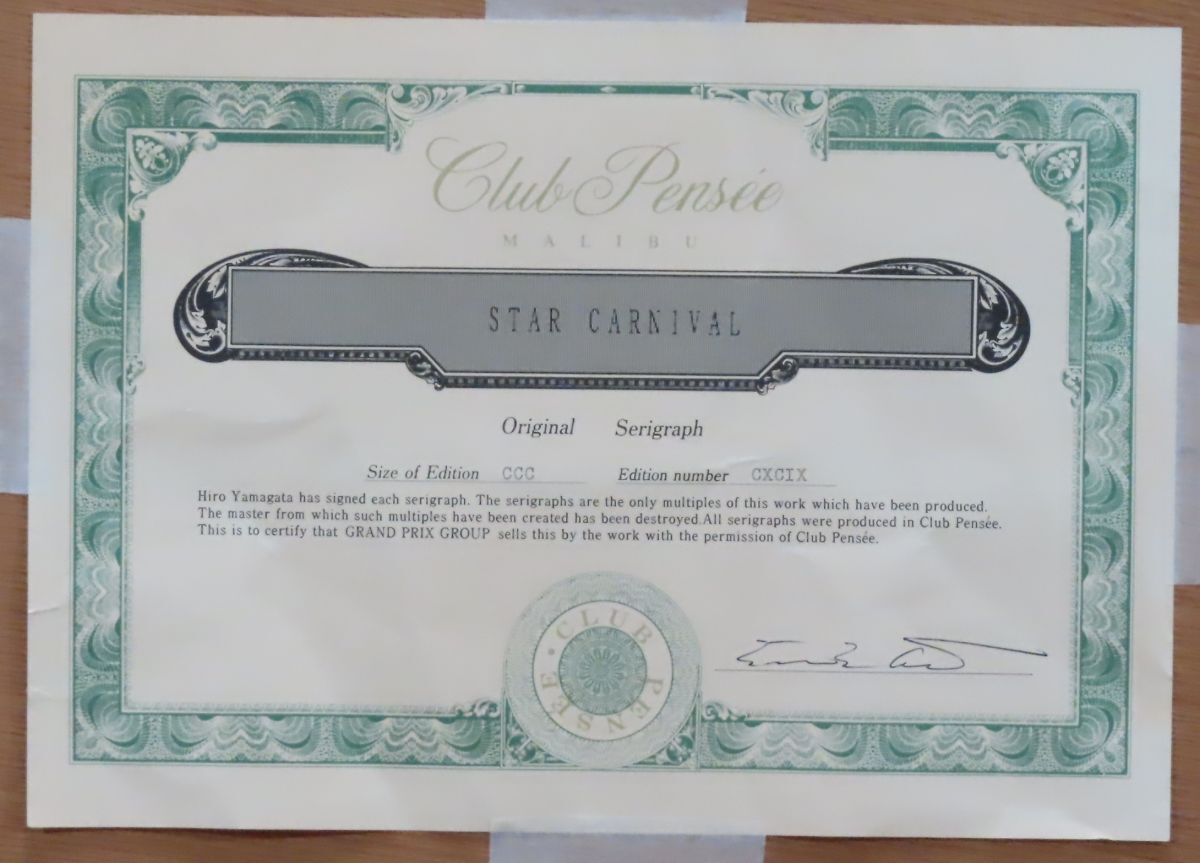 Club Pensée
MALIBU
STAR CARNIVAL
Original Serigraph
Size of Edition CCC Edition number CXCIX
Hiro Yamagata has signed each serigraph. The serigraphs are the only multiples of this work which have been produced.
The master from which such multiples have been created has been destroyed.All serigraphs were produced in Club Pensée.
This is to certify that GRAND PRIX GROUP sells this by the work with the permission of Club Pensée.
CLUB PENSÉE